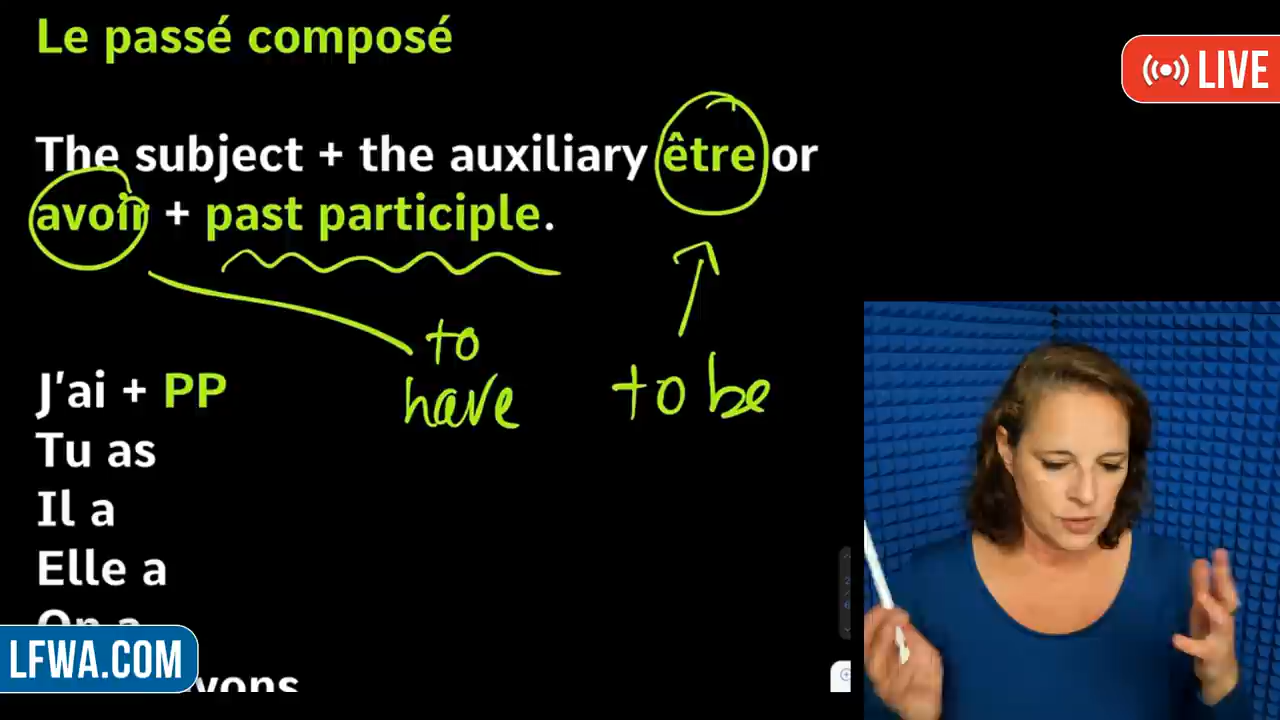 Le passé composé
LIVE
The subject + the auxiliary être or
avoir + past participle.
to
have
to be
J'ai + PP
Tu as
Il a
Elle a
On a
LFWA.COM